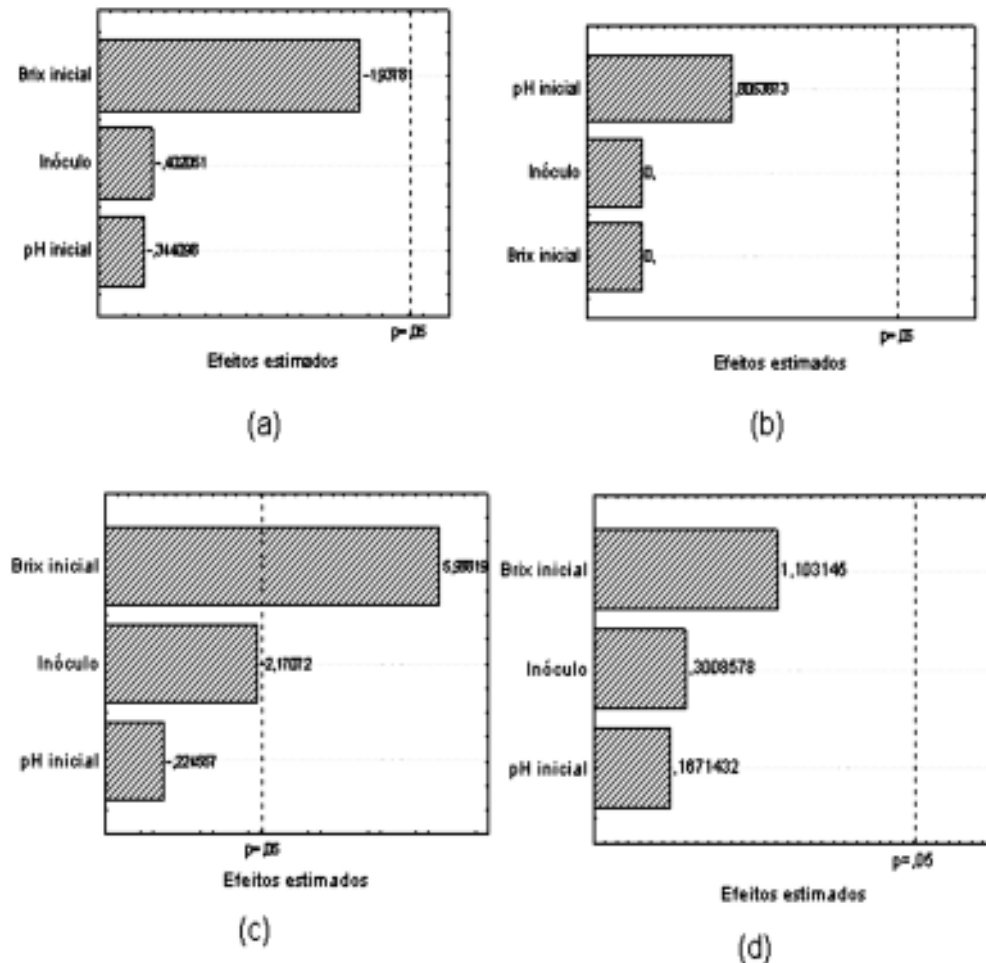 Brix inicial
Inóculo
pH inicial
p=,05
Efeitos estimados
(a)
pH inicial
0,
Inóculo
0,
Brix inicial
p=,05
Efeitos estimados
(b)
Brix inicial
Inóculo
-2,17072
pH inicial
p=,05
Efeitos estimados
(c)
Brix inicial
1,103145
Inóculo
,3008578
pH inicial
,1671432
p=,05
Efeitos estimados
(d)